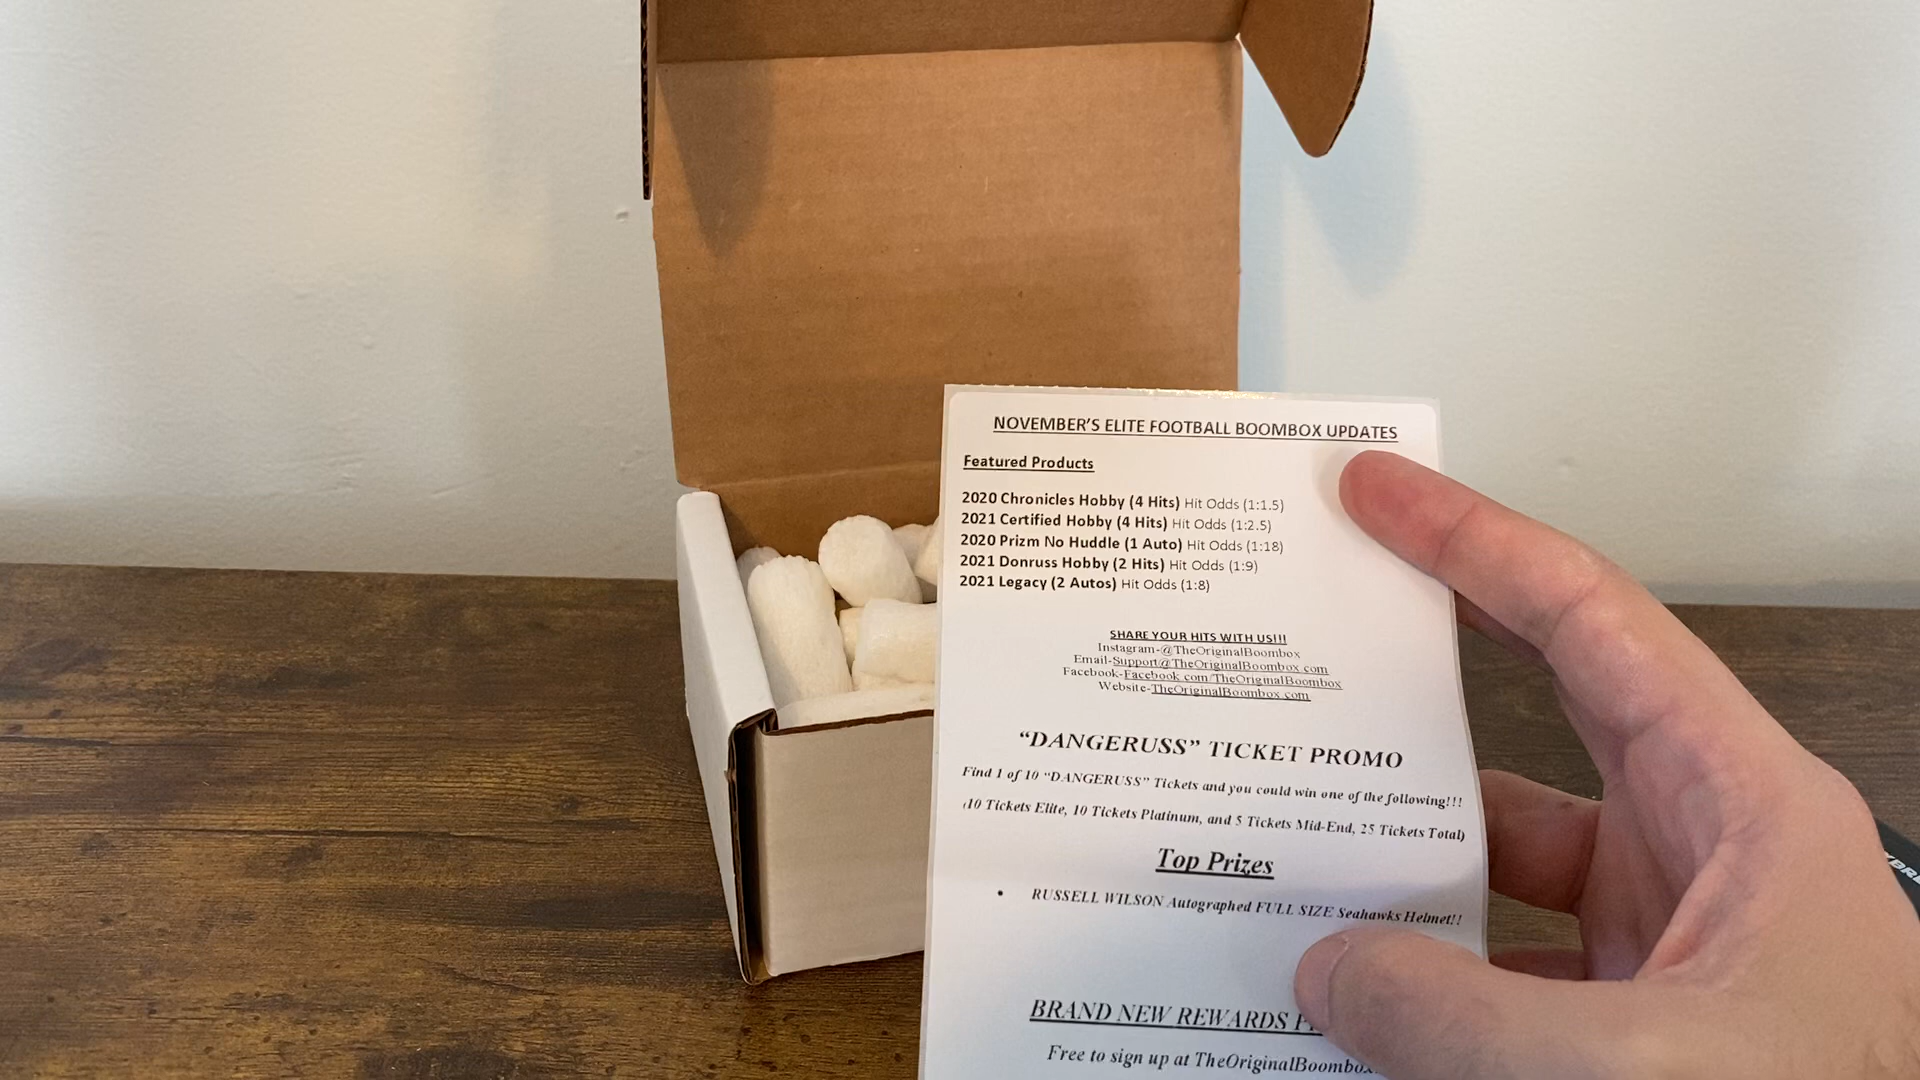 NOVEMBER'S ELITE FOOTBALL BOOMBOX UPDATES
Featured Products
2020 Chronicles Hobby (4 Hits) Hit Odds (1:1.5)
2021 Certified Hobby (4 Hits) Hit Odds (1:2.5)
2020 Prizm No Huddle (1 Auto) Hit Odds (1:18)
2021 Donruss Hobby (2 Hits) Hit Odds (1:9)
2021 Legacy (2 Autos) Hit Odds (1:8)
SHARE YOUR HITS WITH US!!!
Instagram-@TheOriginalBoombox
Email-Support@TheOriginalBoombox.com
Facebook-Facebook.com/TheOriginalBoombox
Website-TheOriginalBoombox.com
"DANGERUSS" TICKET PROMO
Find 1 of 10 "DANGERUSS" Tickets and you could win one of the following!!!
(10 Tickets Elite, 10 Tickets Platinum, and 5 Tickets Mid-End, 25 Tickets Total)
Top Prizes
• RUSSELL WILSON Autographed FULL SIZE Seahawks Helmet!!
BRAND NEW REWARDS
Free to sign up at TheOriginalBoombox